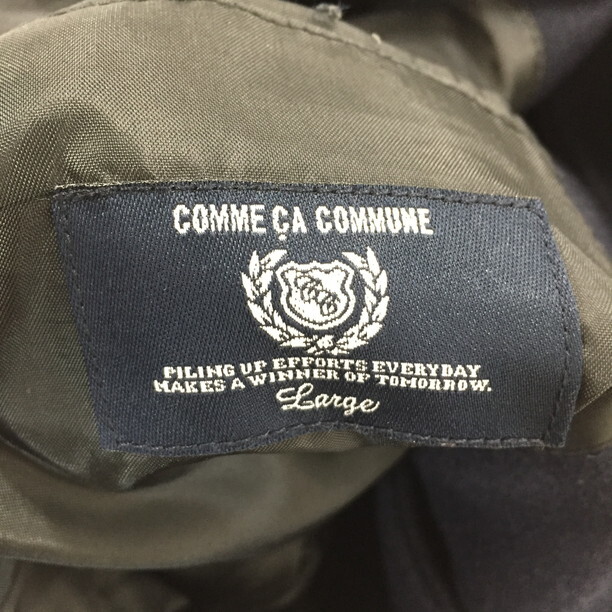 COMME ÇA COMMUNE
PILING UP EFFORTS EVERYDAY
MAKES A WINNER OF TOMORROW.
Large